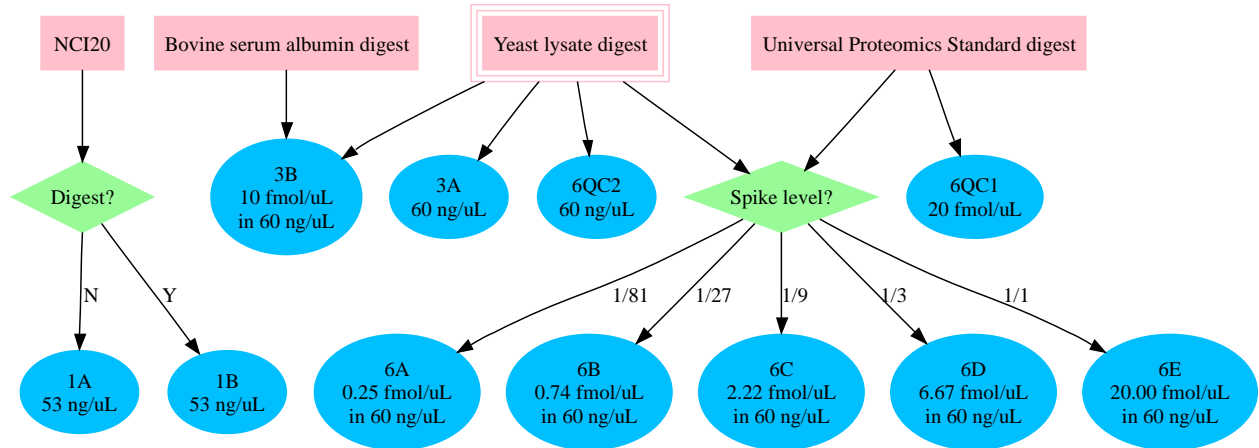 NCI20
Bovine serum albumin digest
Yeast lysate digest
Universal Proteomics Standard digest
Digest?
3B
10 fmol/uL
in 60 ng/uL
3A
60 ng/uL
6QC2
60 ng/uL
Spike level?
6QC1
20 fmol/uL
N
Y
1/81
1/27
1/9
1/3
1/1
1A
53 ng/uL
1B
53 ng/uL
6A
0.25 fmol/uL
in 60 ng/uL
6B
0.74 fmol/uL
in 60 ng/uL
6C
2.22 fmol/uL
in 60 ng/uL
6D
6.67 fmol/uL
in 60 ng/uL
6E
20.00 fmol/uL
in 60 ng/uL